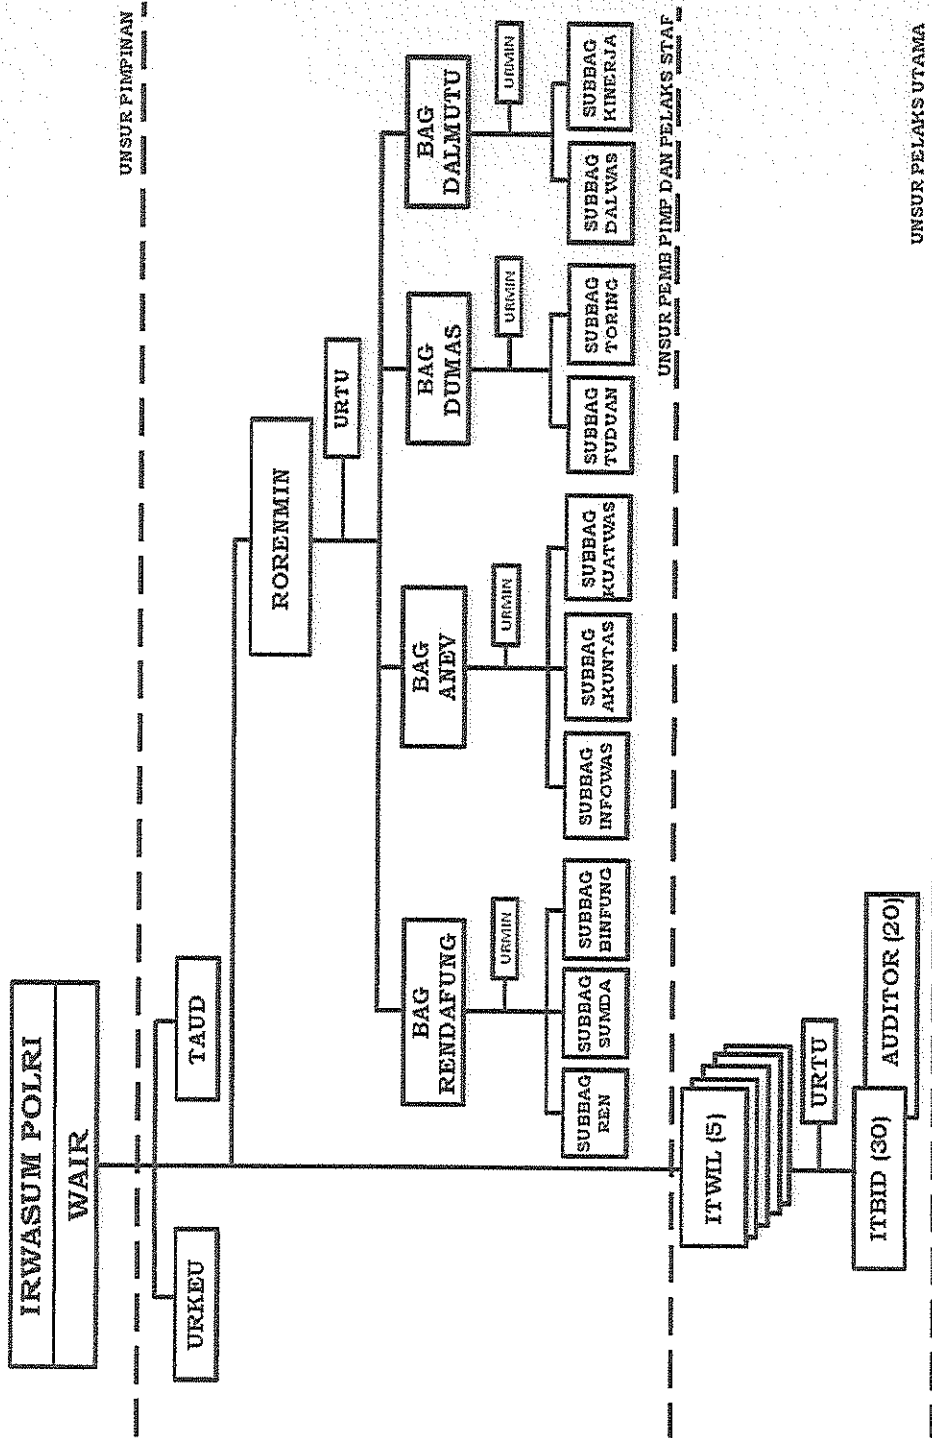 IRWASUM POLRI
WAIR
UNSUR PIMPINAN
URKEU
TAUD
RORENMIN
URTU
BAG
RENDAFUNG
BAG
ANEV
BAG
DUMAS
BAG
DALMUTU
URMIN
URMIN
URMIN
URMIN
SUBBAG
REN
SUBBAG
SUMDA
SUBBAG
BINFUNG
SUBBAG
INFOWAS
SUBBAG
AKUNTAS
SUBBAG
KUATWAS
SUBBAG
TUDUAN
SUBBAG
TORING
SUBBAG
DALWAS
SUBBAG
KINERJA
UNSUR PEMB PIMP DAN PELAKS STAF
ITWIL (5)
URTU
ITBID (30)
AUDITOR (20)
UNSUR PELAKS UTAMA